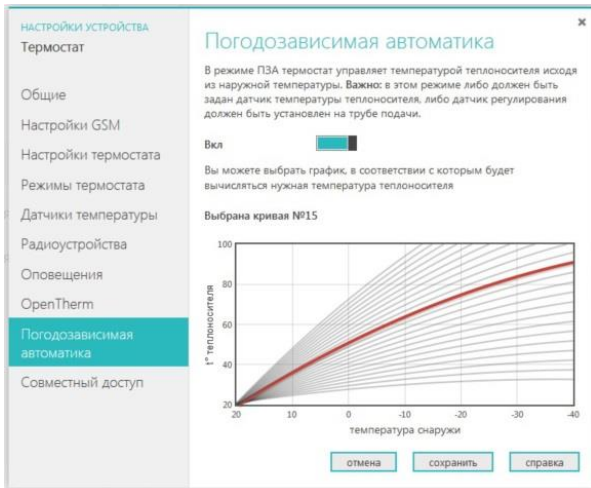 НАСТРОЙКИ УСТРОЙСТВА
Термостат
Общие
Настройки GSM
Настройки термостата
Режимы термостата
Датчики температуры
Радиоустройства
Оповещения
OpenTherm
Погодозависимая
автоматика
Совместный доступ
Погодозависимая автоматика
В режиме ПЗА термостат управляет температурой теплоносителя исходя
из наружной температуры. Важно: в этом режиме либо должен быть
задан датчик температуры теплоносителя, либо датчик регулирования
должен быть установлен на трубе подачи.
Вкл
Вы можете выбрать график, в соответствии с которым будет
вычисляться нужная температура теплоносителя
Выбрана кривая №15
t° теплоносителя
100
80
60
40
20
20 10 0 -10 -20 -30 -40
температура снаружи
отмена сохранить справка